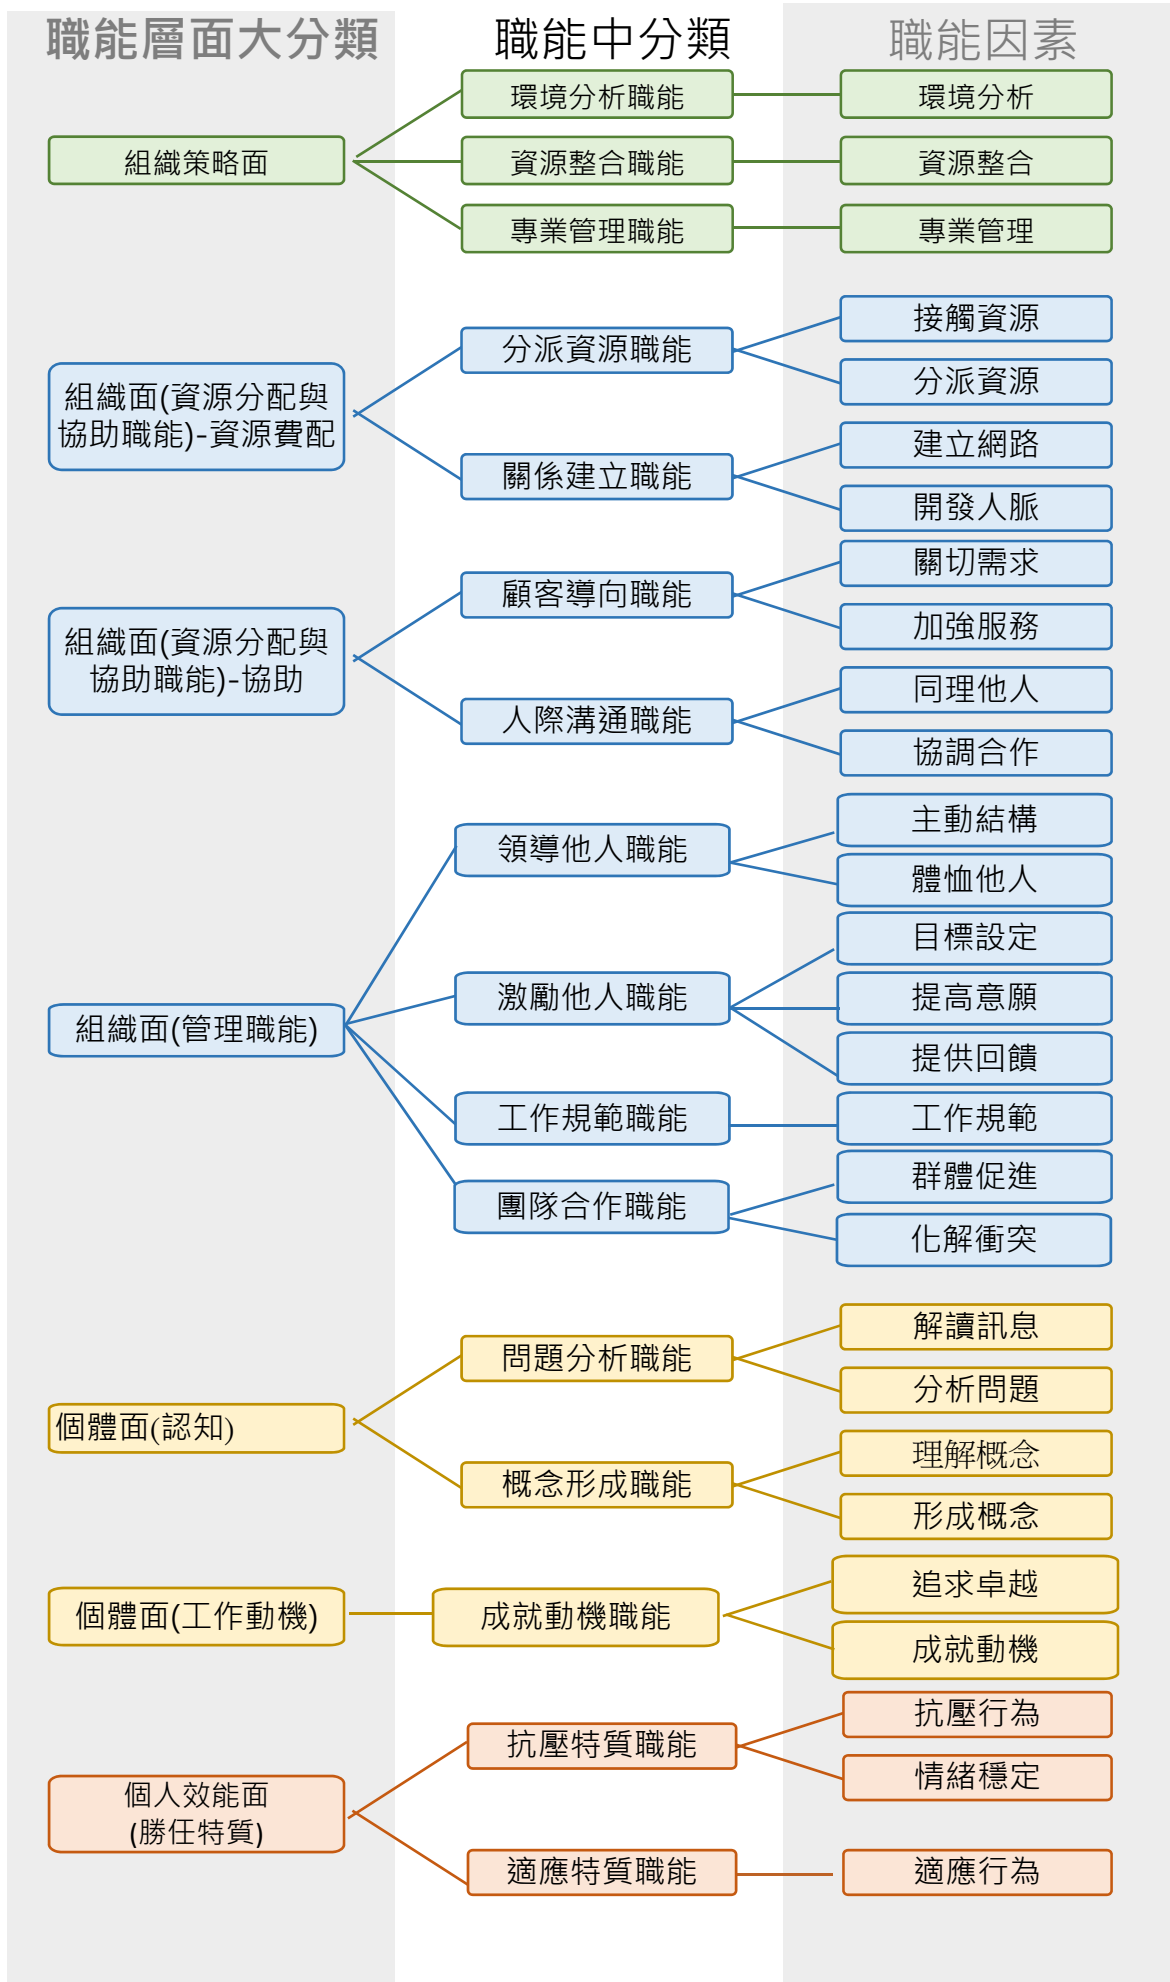 職能層面大分類
職能中分類
職能因素
組織策略面
環境分析職能
環境分析
資源整合職能
資源整合
專業管理職能
專業管理
組織面(資源分配與
協助職能)-資源費配
分派資源職能
接觸資源
分派資源
關係建立職能
建立網路
開發人脈
組織面(資源分配與
協助職能)-協助
顧客導向職能
關切需求
加強服務
人際溝通職能
同理他人
協調合作
組織面(管理職能)
領導他人職能
主動結構
體恤他人
激勵他人職能
目標設定
提高意願
提供回饋
工作規範職能
工作規範
團隊合作職能
群體促進
化解衝突
個體面(認知)
問題分析職能
解讀訊息
分析問題
概念形成職能
理解概念
形成概念
個體面(工作動機)
成就動機職能
追求卓越
成就動機
個人效能面
(勝任特質)
抗壓特質職能
抗壓行為
情緒穩定
適應特質職能
適應行為